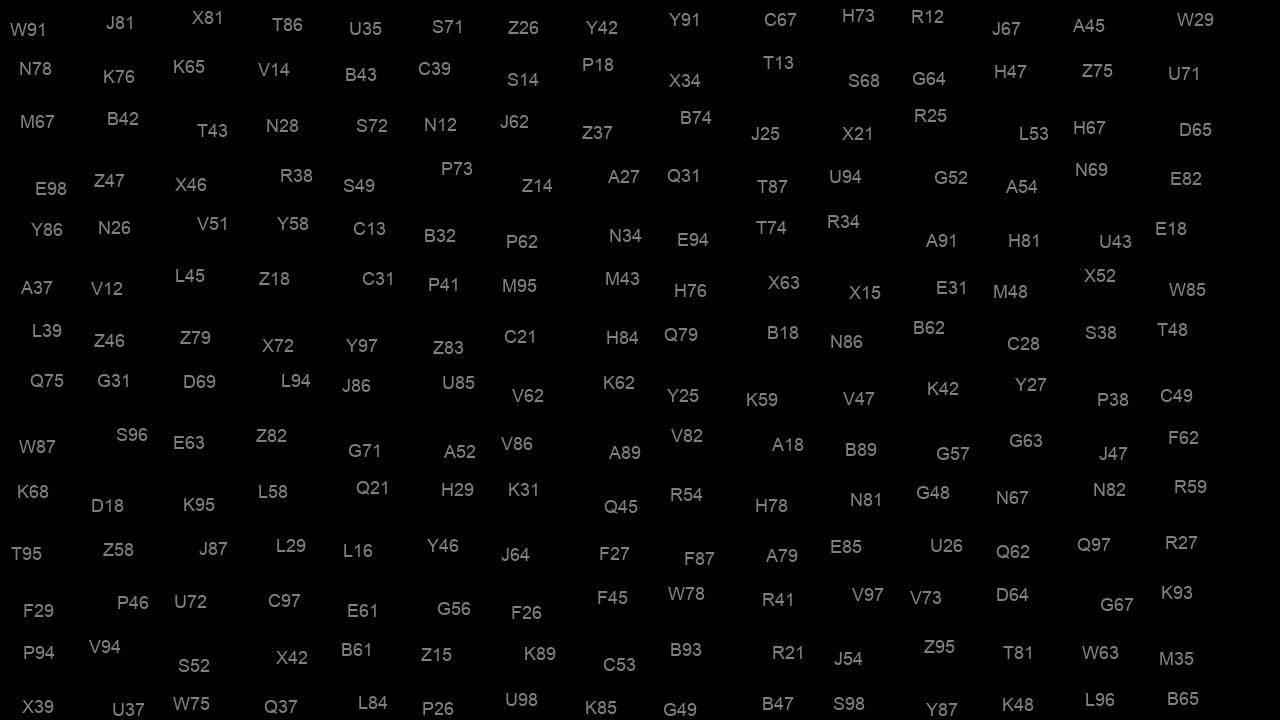 W91 J81 X81 T86 U35 S71 Z26 Y42 Y91 C67 H73 R12 J67 A45 W29
N78 K76 K65 V14 B43 C39 S14 P18 X34 T13 S68 G64 H47 Z75 U71
M67 B42 T43 N28 S72 N12 J62 Z37 B74 J25 X21 R25 L53 H67 D65
E98 Z47 X46 R38 S49 P73 Z14 A27 Q31 T87 U94 G52 A54 N69 E82
Y86 N26 V51 Y58 C13 B32 P62 N34 E94 T74 R34 A91 H81 U43 E18
A37 V12 L45 Z18 C31 P41 M95 M43 H76 X63 X15 E31 M48 X52 W85
L39 Z46 Z79 X72 Y97 Z83 C21 H84 Q79 B18 N86 B62 C28 S38 T48
Q75 G31 D69 L94 J86 U85 V62 K62 Y25 K59 V47 K42 Y27 P38 C49
W87 S96 E63 Z82 G71 A52 V86 A89 V82 A18 B89 G57 G63 J47 F62
K68 D18 K95 L58 Q21 H29 K31 Q45 R54 H78 N81 G48 N67 N82 R59
T95 Z58 J87 L29 L16 Y46 J64 F27 F87 A79 E85 U26 Q62 Q97 R27
F29 P46 U72 C97 E61 G56 F26 F45 W78 R41 V97 V73 D64 G67 K93
P94 V94 S52 X42 B61 Z15 K89 C53 B93 R21 J54 Z95 T81 W63 M35
X39 U37 W75 Q37 L84 P26 U98 K85 G49 B47 S98 Y87 K48 L96 B65